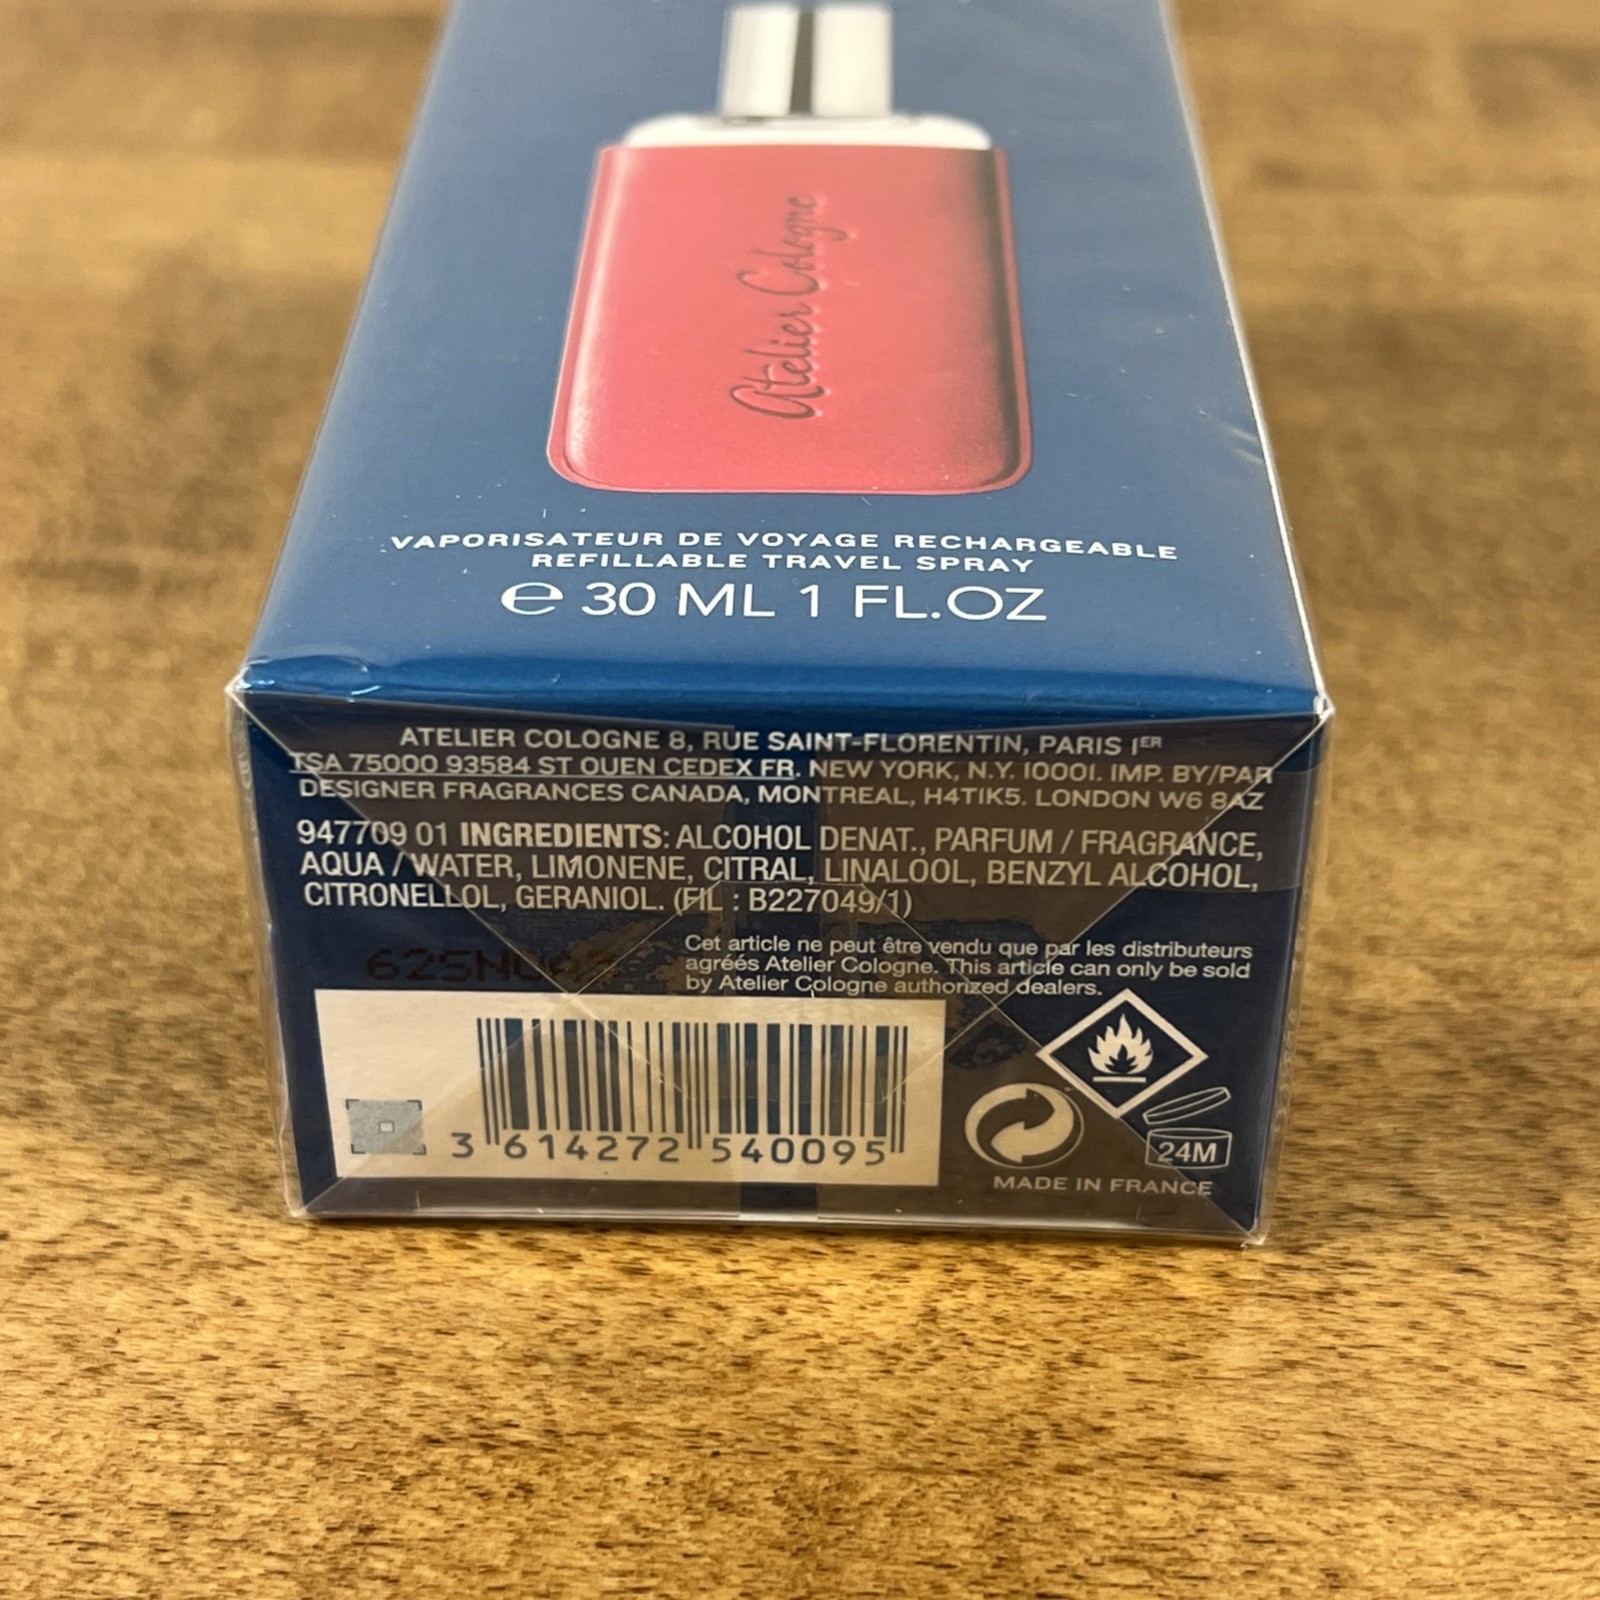 Atelier Cologne
VAPORISATEUR DE VOYAGE RECHARGEABLE
REFILLABLE TRAVEL SPRAY
℮ 30 ML 1 FL.OZ
ATELIER COLOGNE 8, RUE SAINT-FLORENTIN, PARIS IER
TSA 75000 93584 ST OUEN CEDEX FR. NEW YORK, N.Y. 10001. IMP. BY/PAR
DESIGNER FRAGRANCES CANADA, MONTREAL, H4T1K5. LONDON W6 8AZ
947709 01 INGREDIENTS: ALCOHOL DENAT., PARFUM / FRAGRANCE,
AQUA / WATER, LIMONENE, CITRAL, LINALOOL, BENZYL ALCOHOL,
CITRONELLOL, GERANIOL. (FIL : B227049/1)
Cet article ne peut être vendu que par les distributeurs
agréés Atelier Cologne. This article can only be sold
by Atelier Cologne authorized dealers.
3 614272 540095
24M
MADE IN FRANCE